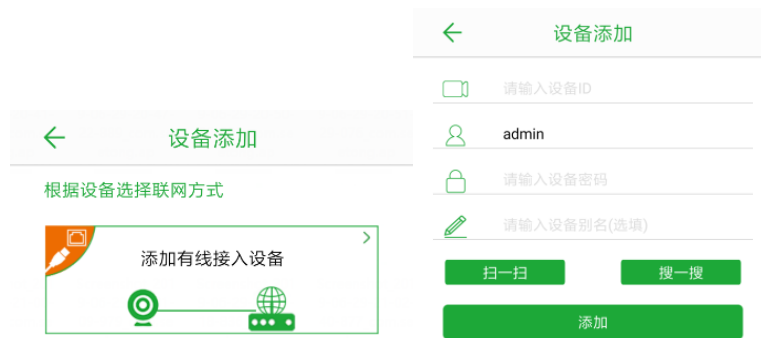 设备添加
根据设备选择联网方式
添加有线接入设备
设备添加
请输入设备ID
admin
请输入设备密码
请输入设备别名(选填)
扫一扫
搜一搜
添加